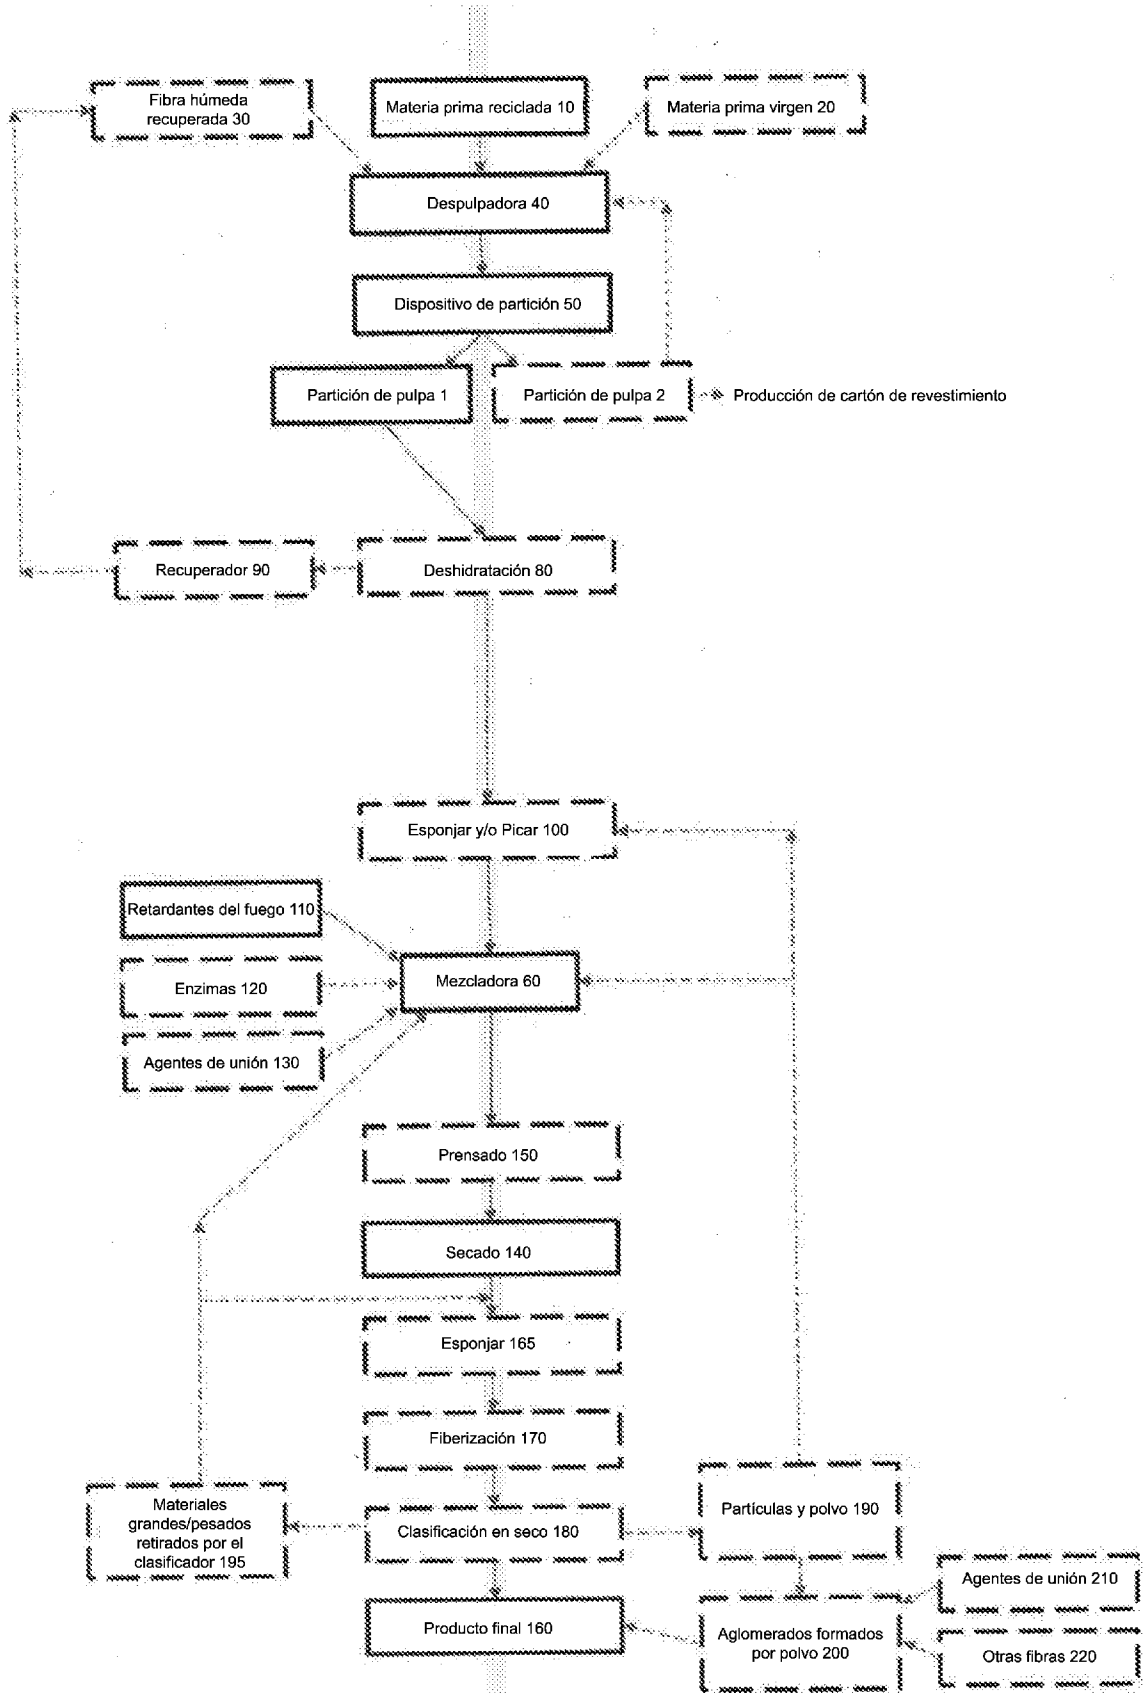 Fibra húmeda
recuperada 30
Materia prima reciclada 10
Materia prima virgen 20
Despulpadora 40
Dispositivo de partición 50
Partición de pulpa 1
Partición de pulpa 2
Producción de cartón de revestimiento
Recuperador 90
Deshidratación 80
Esponjar y/o Picar 100
Retardantes del fuego 110
Mezcladora 60
Enzimas 120
Agentes de unión 130
Prensado 150
Secado 140
Esponjar 165
Fiberización 170
Materiales
grandes/pesados
retirados por el
clasificador 195
Clasificación en seco 180
Partículas y polvo 190
Agentes de unión 210
Producto final 160
Aglomerados formados
por polvo 200
Otras fibras 220